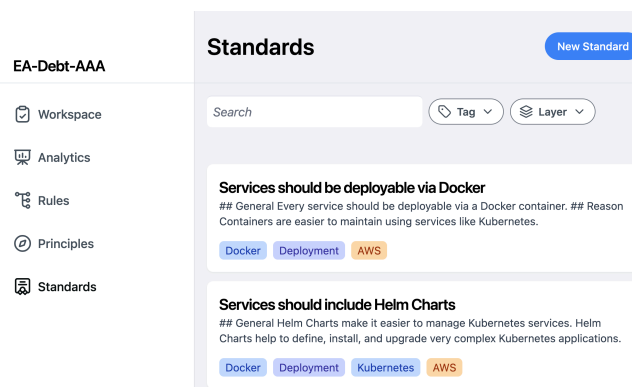 EA-Debt-AAA
Workspace
Analytics
Rules
Principles
Standards
Standards
New Standard
Search
Tag
Layer
Services should be deployable via Docker
## General Every service should be deployable via a Docker container. ## Reason
Containers are easier to maintain using services like Kubernetes.
Docker Deployment AWS
Services should include Helm Charts
## General Helm Charts make it easier to manage Kubernetes services. Helm
Charts help to define, install, and upgrade very complex Kubernetes applications.
Docker Deployment Kubernetes AWS